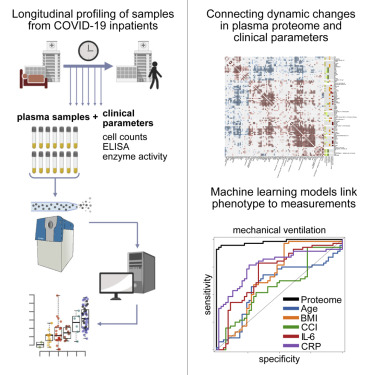 Longitudinal profiling of samples
from COVID-19 inpatients
plasma samples +
clinical
parameters
cell counts
ELISA
enzyme activity
Connecting dynamic changes
in plasma proteome and
clinical parameters
Machine learning models link
phenotype to measurements
mechanical ventilation
sensitivity
Proteome
Age
BMI
CCI
IL-6
CRP
specificity